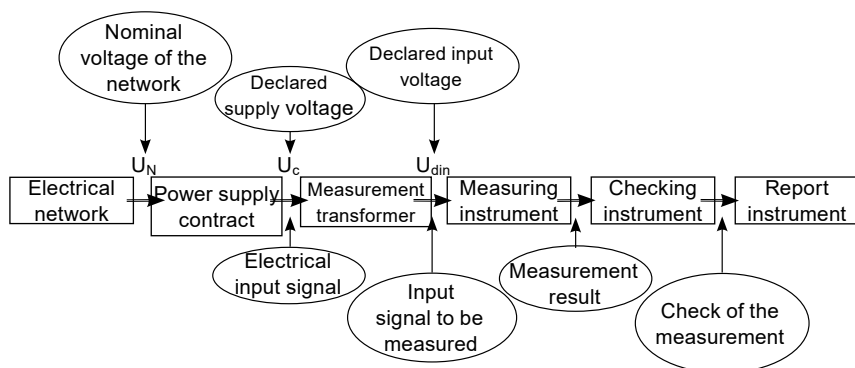 Nominal
voltage of the
network
Declared
supply voltage
Declared input
voltage
U_N
U_c
U_din
Electrical
network
Power supply
contract
Measurement
transformer
Measuring
instrument
Checking
instrument
Report
instrument
Electrical
input signal
Input
signal to be
measured
Measurement
result
Check of the
measurement